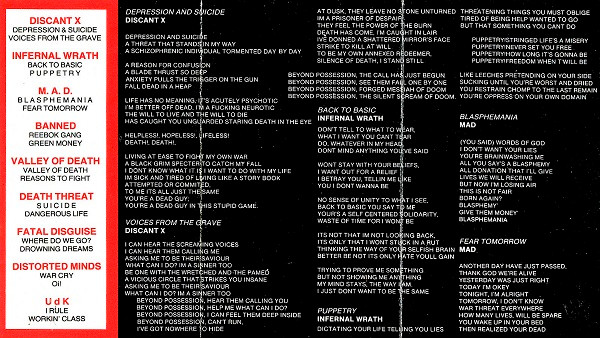 DISCANT X
DEPRESSION & SUICIDE
VOICES FROM THE GRAVE
INFERNAL WRATH
BACK TO BASIC
PUPPETRY
M. A. D.
BLASPHEMANIA
FEAR TOMORROW
BANNED
REEBOK GANG
GREEN MONEY
VALLEY OF DEATH
VALLEY OF DEATH
REASONS TO FIGHT
DEATH THREAT
SUICIDE
DANGEROUS LIFE
FATAL DISGUISE
WHERE DO WE GO?
DROWNING DREAMS
DISTORTED MINDS
WAR CRY
Oi!
UdK
I RULE
WORKIN' CLASS
DEPRESSION AND SUICIDE
DISCANT X
DEPRESSION AND SUICIDE
A THREAT THAT STANDS IN MY WAY
A SCHIZOPHRENIC INDIVIDUAL TORMENTED DAY BY DAY
A REASON FOR CONFUSION
A BLADE THRUST SO DEEP
ANXIETY PULLS THE TRIGGER ON THE GUN
FALL DEAD IN A HEAP
LIFE HAS NO MEANING, IT'S ACUTELY PSYCHOTIC
I'M BETTER OFF DEAD, I'M A FUCKING NEUROTIC
THE WILL TO LIVE AND THE WILL TO DIE
HAS CAUGHT YOU UNGUARDED STARING DEATH IN THE EYE
HELPLESS!, HOPELESS!, LIFELESS!
DEATH!, DEATH!,
LIVING AT EASE TO FIGHT MY OWN WAR
A BLACK GRIM SPECTER TO CATCH MY FALL
I DON'T KNOW WHAT IT IS I WANT TO DO WITH MY LIFE
IM SICK AND TIRED OF LIVING LIKE A STORY BOOK
ATTEMPTED OR COMMITED,
TO ME ITS ALL JUST THE SAME
YOU'RE A DEAD GUY;
YOU'RE A DEAD GUY IN THIS STUPID GAME.
VOICES FROM THE GRAVE
DISCANT X
I CAN HEAR THE SCREAMING VOICES
I CAN HEAR THEM CALLING ME
ASKING ME TO BE THEIR SAVIOUR
WHAT CAN I DO? IM A SINNER TOO
BE ONE WITH THE WRETCHED AND THE
A VICIOUS CIRCLE THAT STRIKES YOU INSANE
ASKING ME TO BE THEIR SAVIOUR
WHAT CAN I DO? IM A SINNER TOO
BEYOND POSSESSION, HEAR THEM CALLING YOU
BEYOND POSSESSION, HELP ME WHAT CAN I DO?
BEYOND POSSESSION, I CAN FEEL THEM DEEP INSIDE
BEYOND POSSESSION, CAN'T RUN,
I'VE GOT NOWHERE TO HIDE
AT DUSK, THEY LEAVE NO STONE UNTURNED
IM A PRISONER OF DESPAIR
THEY FEEL THE POWER OF THE BURN
DEATH HAS COME, I'M CAUGHT IN LAIR
IVE DONNED A SHATTERED MIRROR'S FACE
STRIKE TO KILL AT WILL
TO BE MY OWN ANNEXED REDEEMER,
SILENCE OF DEATH, I STAND STILL
BEYOND POSSESSION, THE CALL HAS JUST BEGUN
BEYOND POSSESSION, SEE THEM FALL ONE BY ONE
BEYOND POSSESSION, FORGED MESSIAH OF DOOM
BEYOND POSSESSION, THE SILENT SCREAM OF DOOM.
BACK TO BASIC
INFERNAL WRATH
DON'T TELL TO WHAT TO WEAR,
WHAT I WANT YOU CANT TEAR
DO, WHATEVER IN MY HEAD,
DONT MIND ANYTHING YOU'VE SAID
WONT STAY WITH YOUR BELIEFS,
I WANT OUT FOR A RELIEF
I BETRAY YOU, TELL IM LIKE
YOU I DONT WANNA BE
NO SENSE OF UNITY TO WHAT I SEE,
BACK TO BASIC YOU SAY TO ME
YOUR'S A SELF CENTERED SOLIDARITY,
WASTE OF TIME FOR I WON'T BE
ITS NOT THAT IM NOT LOOKING BACK,
ITS ONLY THAT I WON'T STUCK IN A RUT
THINKING THE WAY OF YOUR SELFISH BRAIN
BETTER BE NOT ITS ONLY HATE YOULL GAIN
TRYING TO PROVE ME SOMETHING
BUT NOT SHOWING ME ANYTHING
MY MIND STAYS, THE WAY I AM,
I JUST DONT WANT TO BE THE SAME
PUPPETRY
INFERNAL WRATH
DICTATING YOUR LIFE TELLING YOU LIES
THREATENING THINGS YOU MUST OBLIGE
TIRED OF BEING HELP WANTED TO GO
BUT THAT SOMETHING YOU CAN'T DO
PUPPETRY/STRINGED LIFE'S A MISERY
PUPPETRY/NEVER SET YOU FREE
PUPPETRY/HOW LONG IT'S GONNA BE
PUPPETRY/FREEDOM WHEN T'WILL BE
LIKE LEECHES PRETENDING ON YOUR SIDE
SUCKING UNTIL YOU'RE WORST AND DRIED
YOU RESTRAIN CHOMP TO THE LAST REMAIN
YOU'RE OPPRESS ON YOUR OWN DOMAIN
BLASPHEMANIA
MAD
(YOU SAID) WORDS OF GOD
I DON'T WANT YOUR LIES
YOU'RE BRAINWASHING ME
ALL YOU SAY'S A BLASPHEMY
ALL DONATION THAT I'LL GIVE
LIVES WE WILL RECEIVE
BUT NOW I'M LOSING AIR
THIS IS NOT FAIR
BORN AGAIN?
BLASPHEMY
GIVE THEM MONEY
BLASPHEMANIA
FEAR TOMORROW
MAD
ANOTHER DAY HAVE JUST PASSED,
THANK GOD WE'RE ALIVE
YESTERDAY WAS JUST RIGHT
TODAY I'M OKEY
TONIGHT, I'M ALRIGHT
TOMORROW, I DON'T KNOW
WAR THREAT EVERYWHERE
HOW MANY LIVES, WILL BE SPARE
YOU WAKE UP IN YOUR BED
THEN REALIZED YOUR DEAD